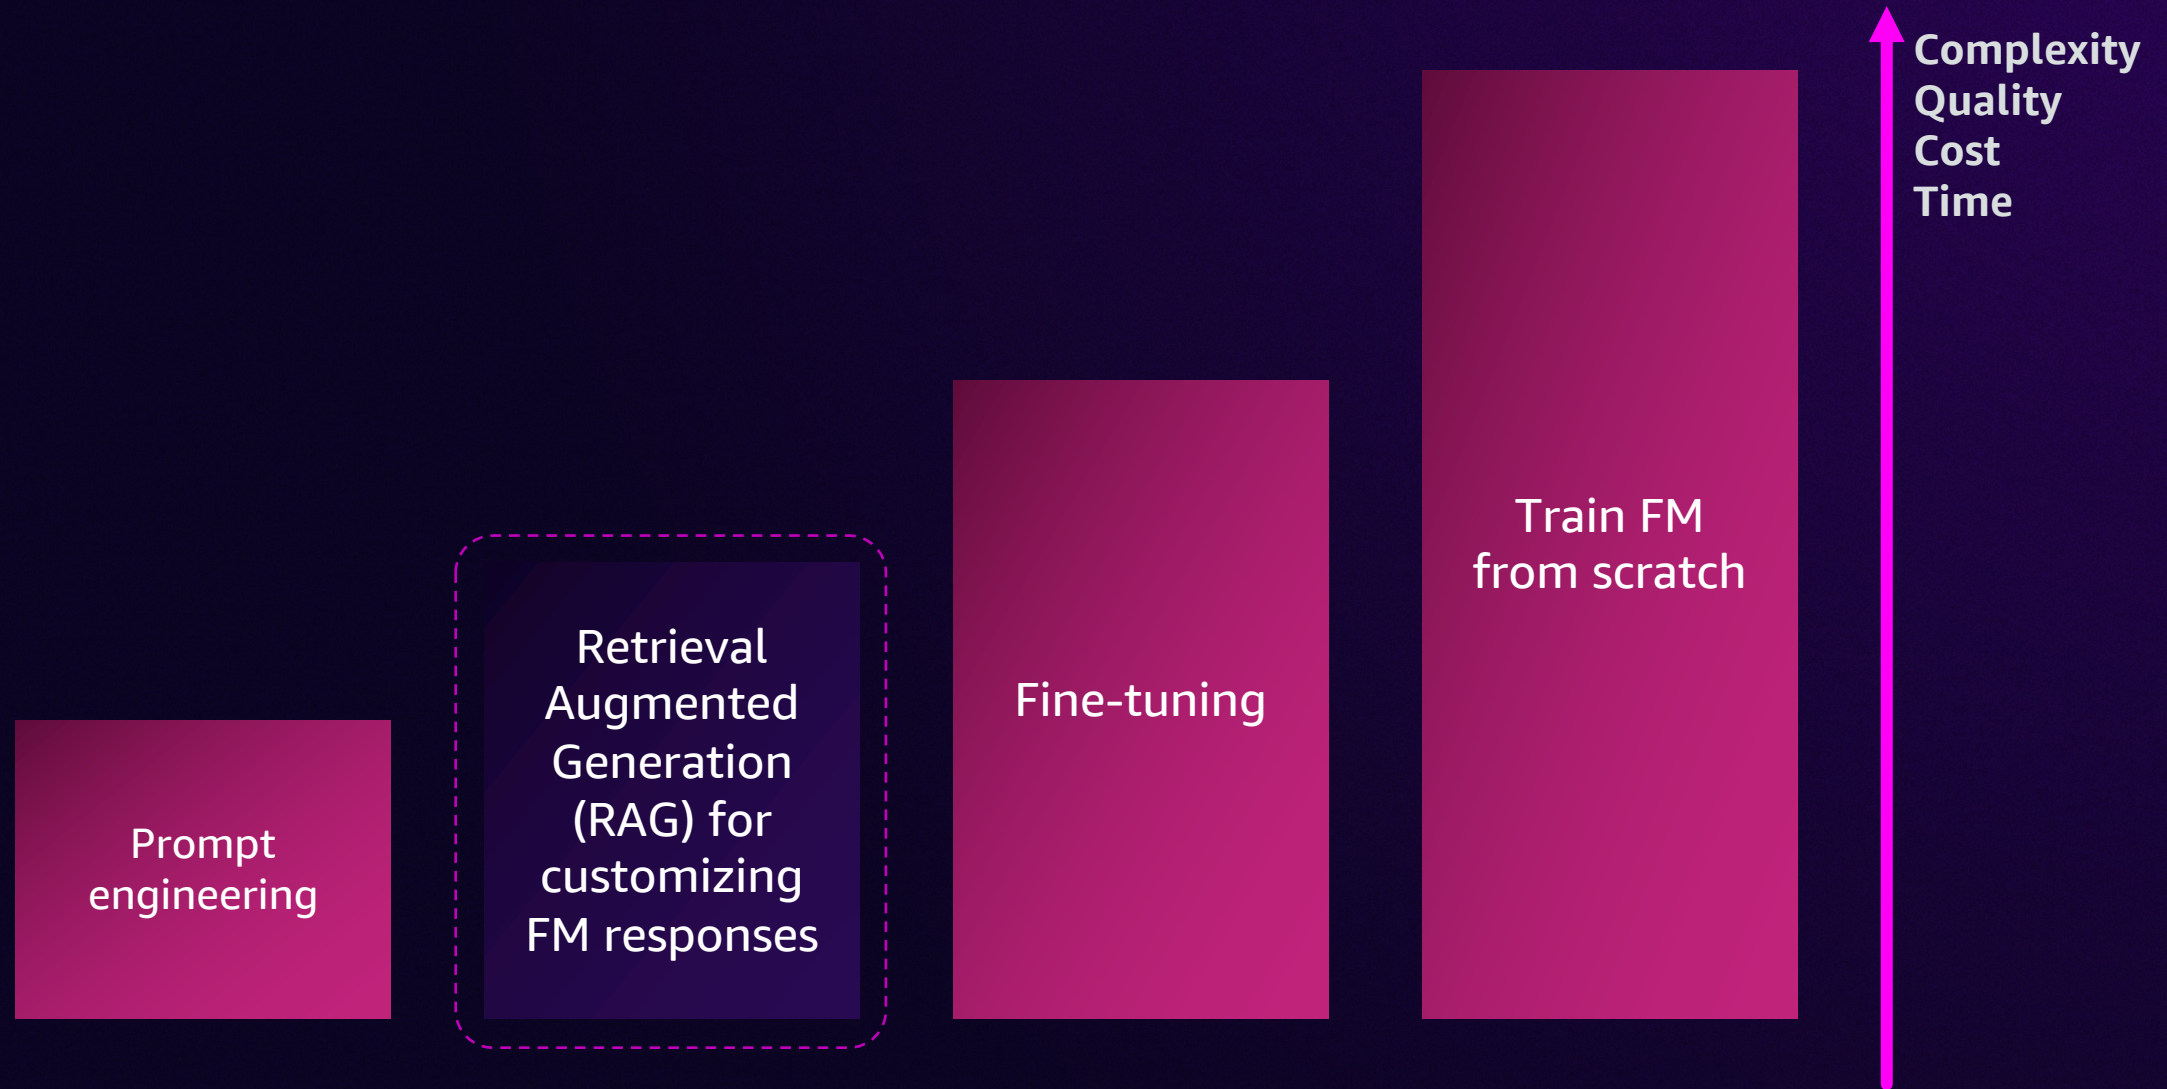 Prompt
engineering
Retrieval
Augmented
Generation
(RAG) for
customizing
FM responses
Fine-tuning
Train FM
from scratch
Complexity
Quality
Cost
Time